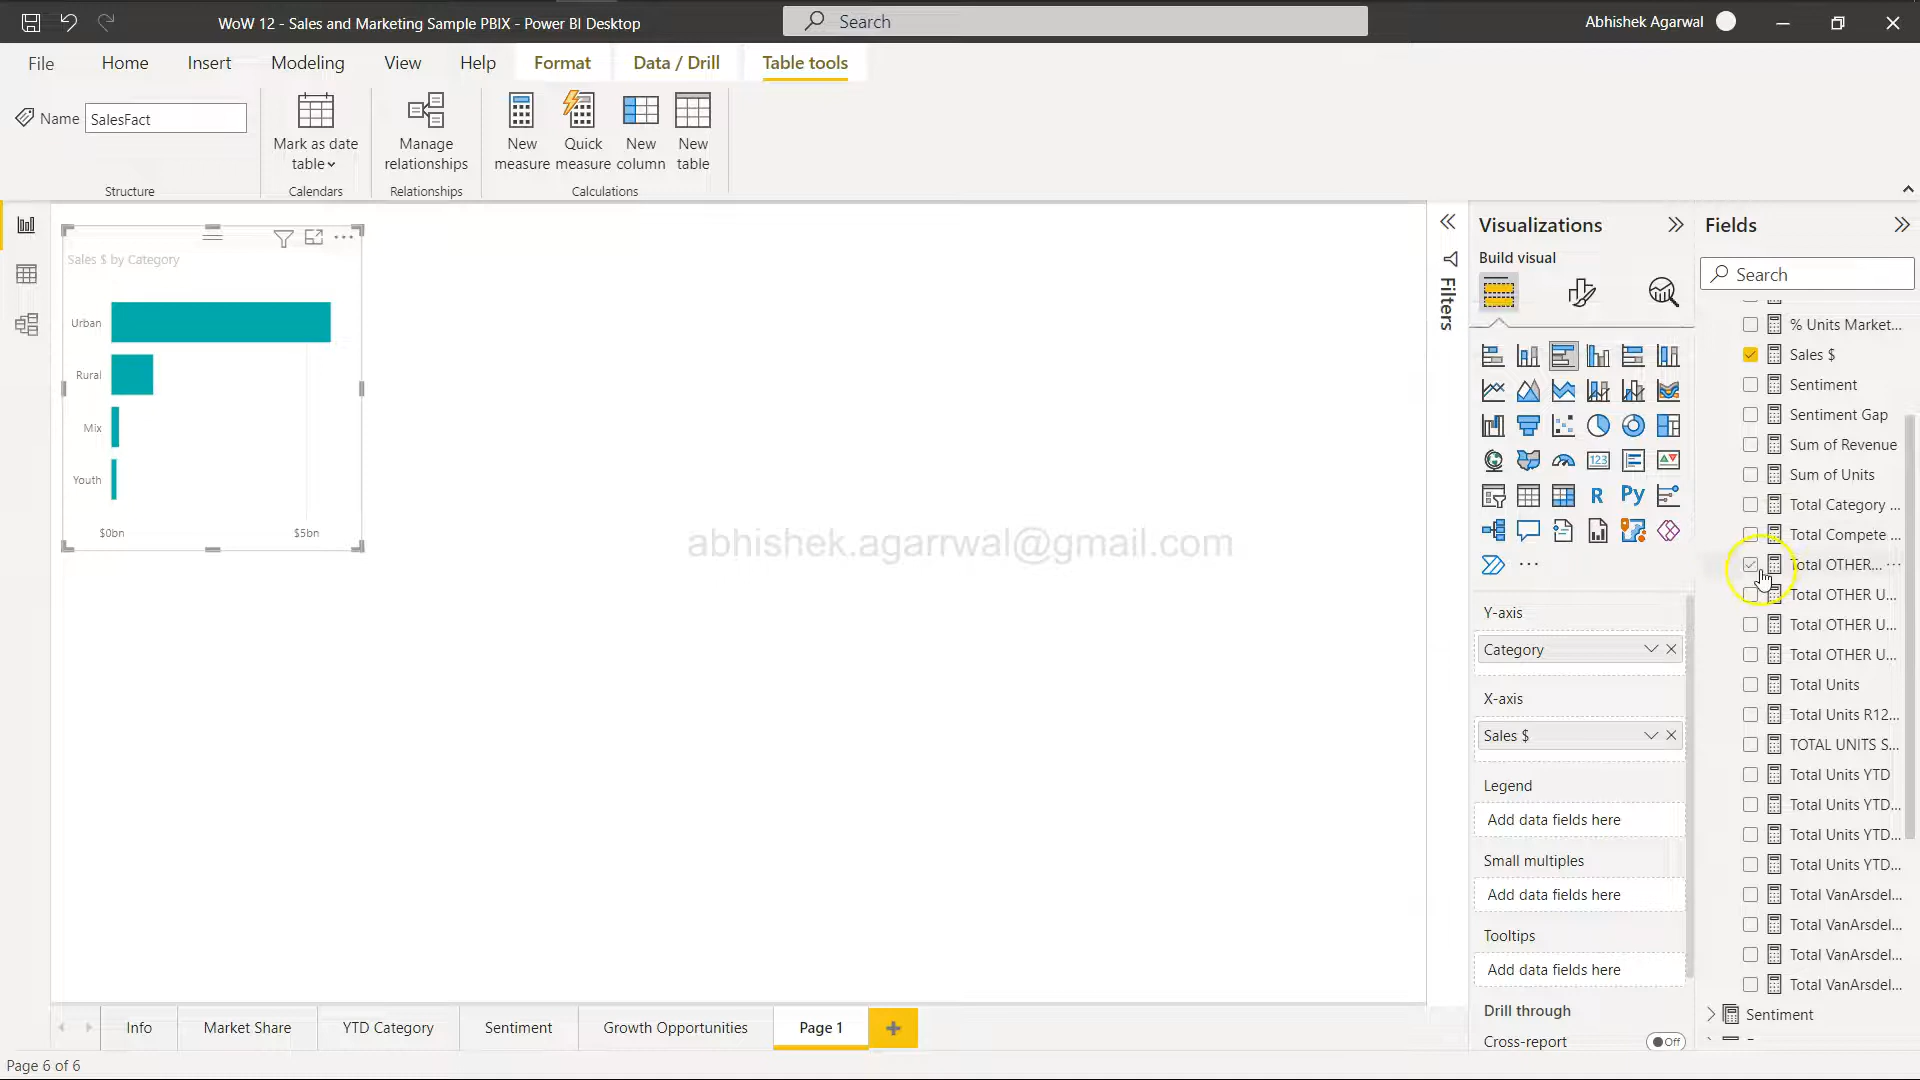 WoW 12 - Sales and Marketing Sample PBIX - Power BI Desktop
Search
Abhishek Agarwal
File
Home
Insert
Modeling
View
Help
Format
Data / Drill
Table tools
Name
SalesFact
Mark as date
table
Manage
relationships
New
measure
Quick
measure
New
column
New
table
Structure
Calendars
Relationships
Calculations
Sales $ by Category
Urban
Rural
Mix
Youth
$0bn
$5bn
abhishek.agarrwal@gmail.com
Filters
Visualizations
Build visual
123
R
Py
Y-axis
Category
X-axis
Sales $
Legend
Add data fields here
Small multiples
Add data fields here
Tooltips
Add data fields here
Drill through
Cross-report
Off
Fields
Search
% Units Market...
Sales $
Sentiment
Sentiment Gap
Sum of Revenue
Sum of Units
Total Category ...
Total Compete ...
Total OTHER... ...
Total OTHER U...
Total OTHER U...
Total OTHER U...
Total Units
Total Units R12...
TOTAL UNITS S...
Total Units YTD
Total Units YTD...
Total Units YTD...
Total Units YTD...
Total VanArsdel...
Total VanArsdel...
Total VanArsdel...
Total VanArsdel...
Sentiment
Info
Market Share
YTD Category
Sentiment
Growth Opportunities
Page 1
Page 6 of 6